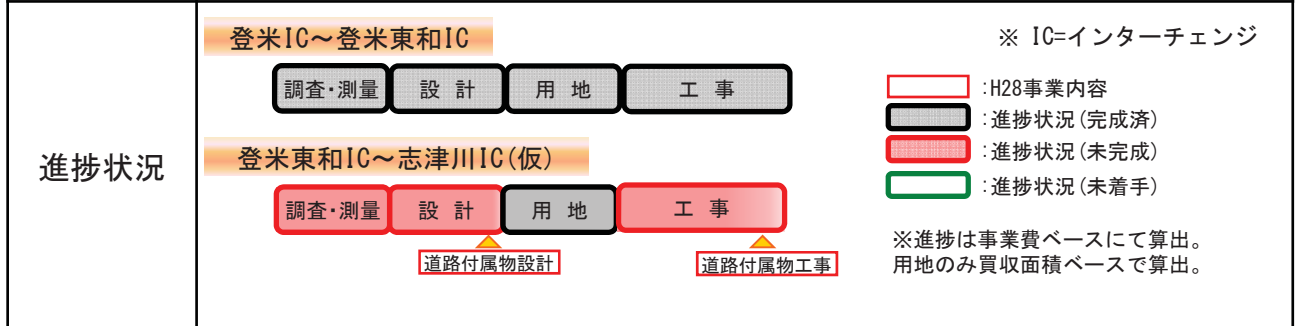 進捗状況
登米IC～登米東和IC
調査・測量 設 計 用 地 工 事
登米東和IC～志津川IC(仮)
調査・測量 設 計 用 地 工 事
道路付属物設計 道路付属物工事
※ IC=インターチェンジ
:H28事業内容
:進捗状況(完成済)
:進捗状況(未完成)
:進捗状況(未着手)
※進捗は事業費ベースにて算出。
用地のみ買収面積ベースで算出。